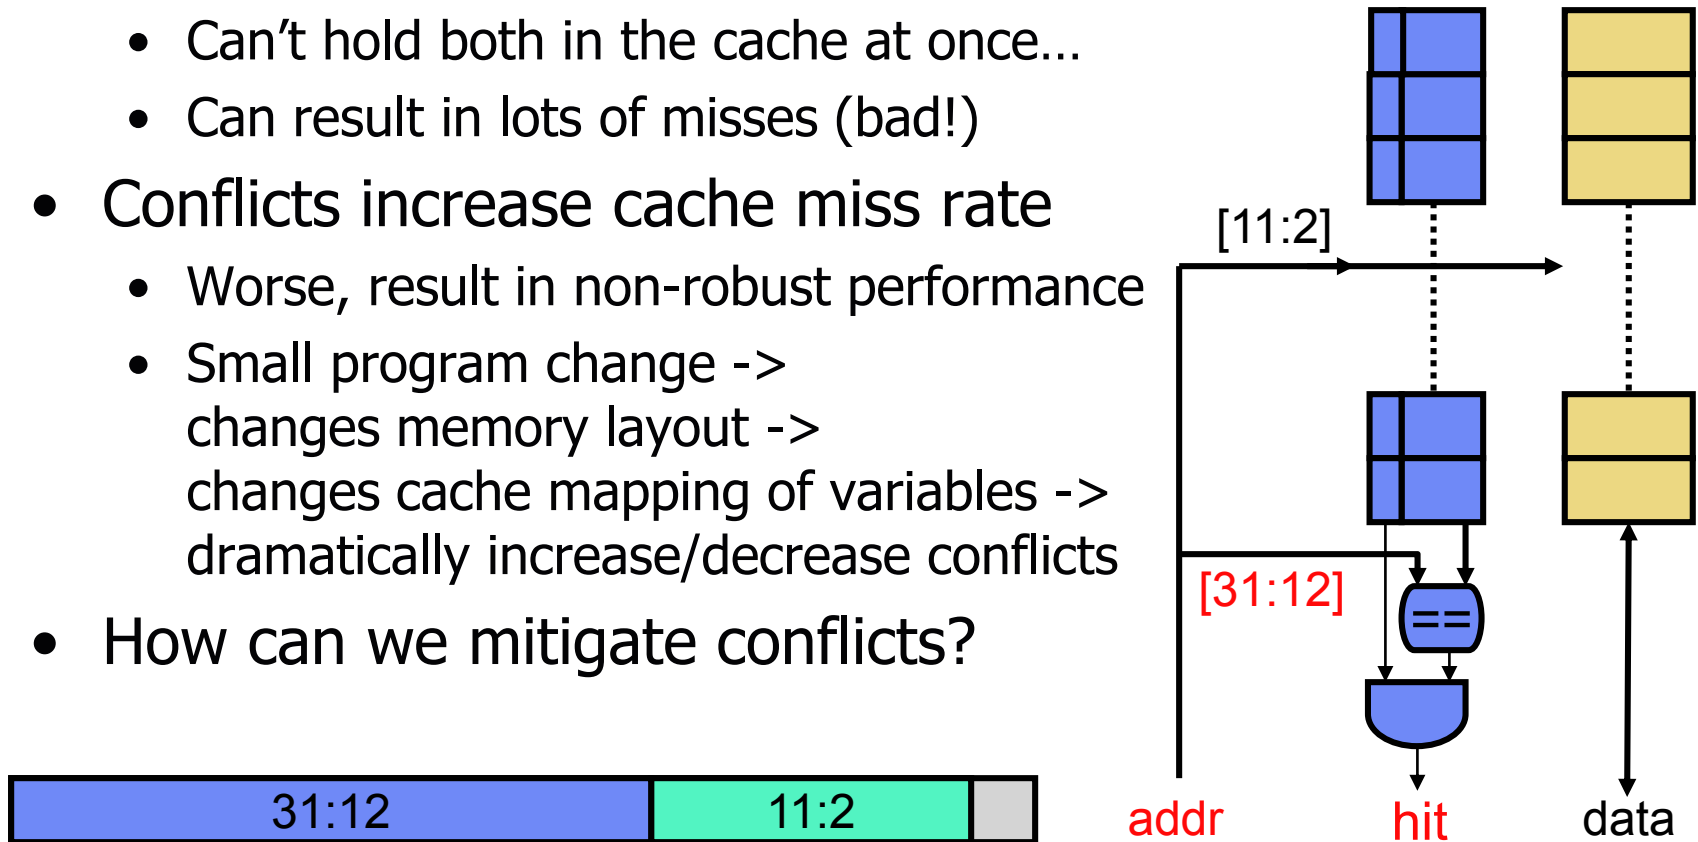 • Can’t hold both in the cache at once…
• Can result in lots of misses (bad!)
• Conflicts increase cache miss rate
[11:2]
• Worse, result in non-robust performance
• Small program change ->
changes memory layout ->
changes cache mapping of variables ->
dramatically increase/decrease conflicts
[31:12]
==
• How can we mitigate conflicts?
31:12 11:2
addr hit data